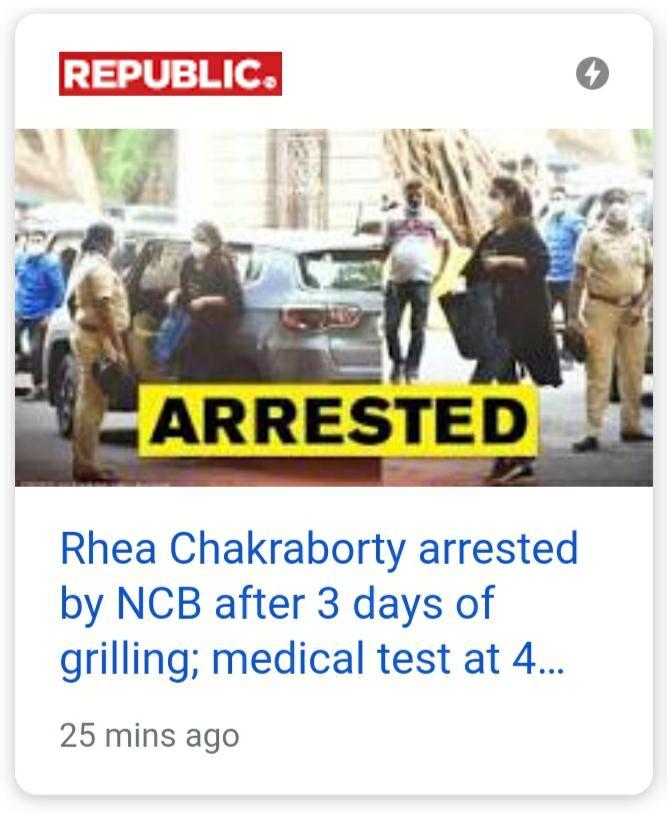 REPUBLIC.
ARRESTED
Rhea Chakraborty arrested
by NCB after 3 days of
grilling; medical test at 4...
25 mins ago